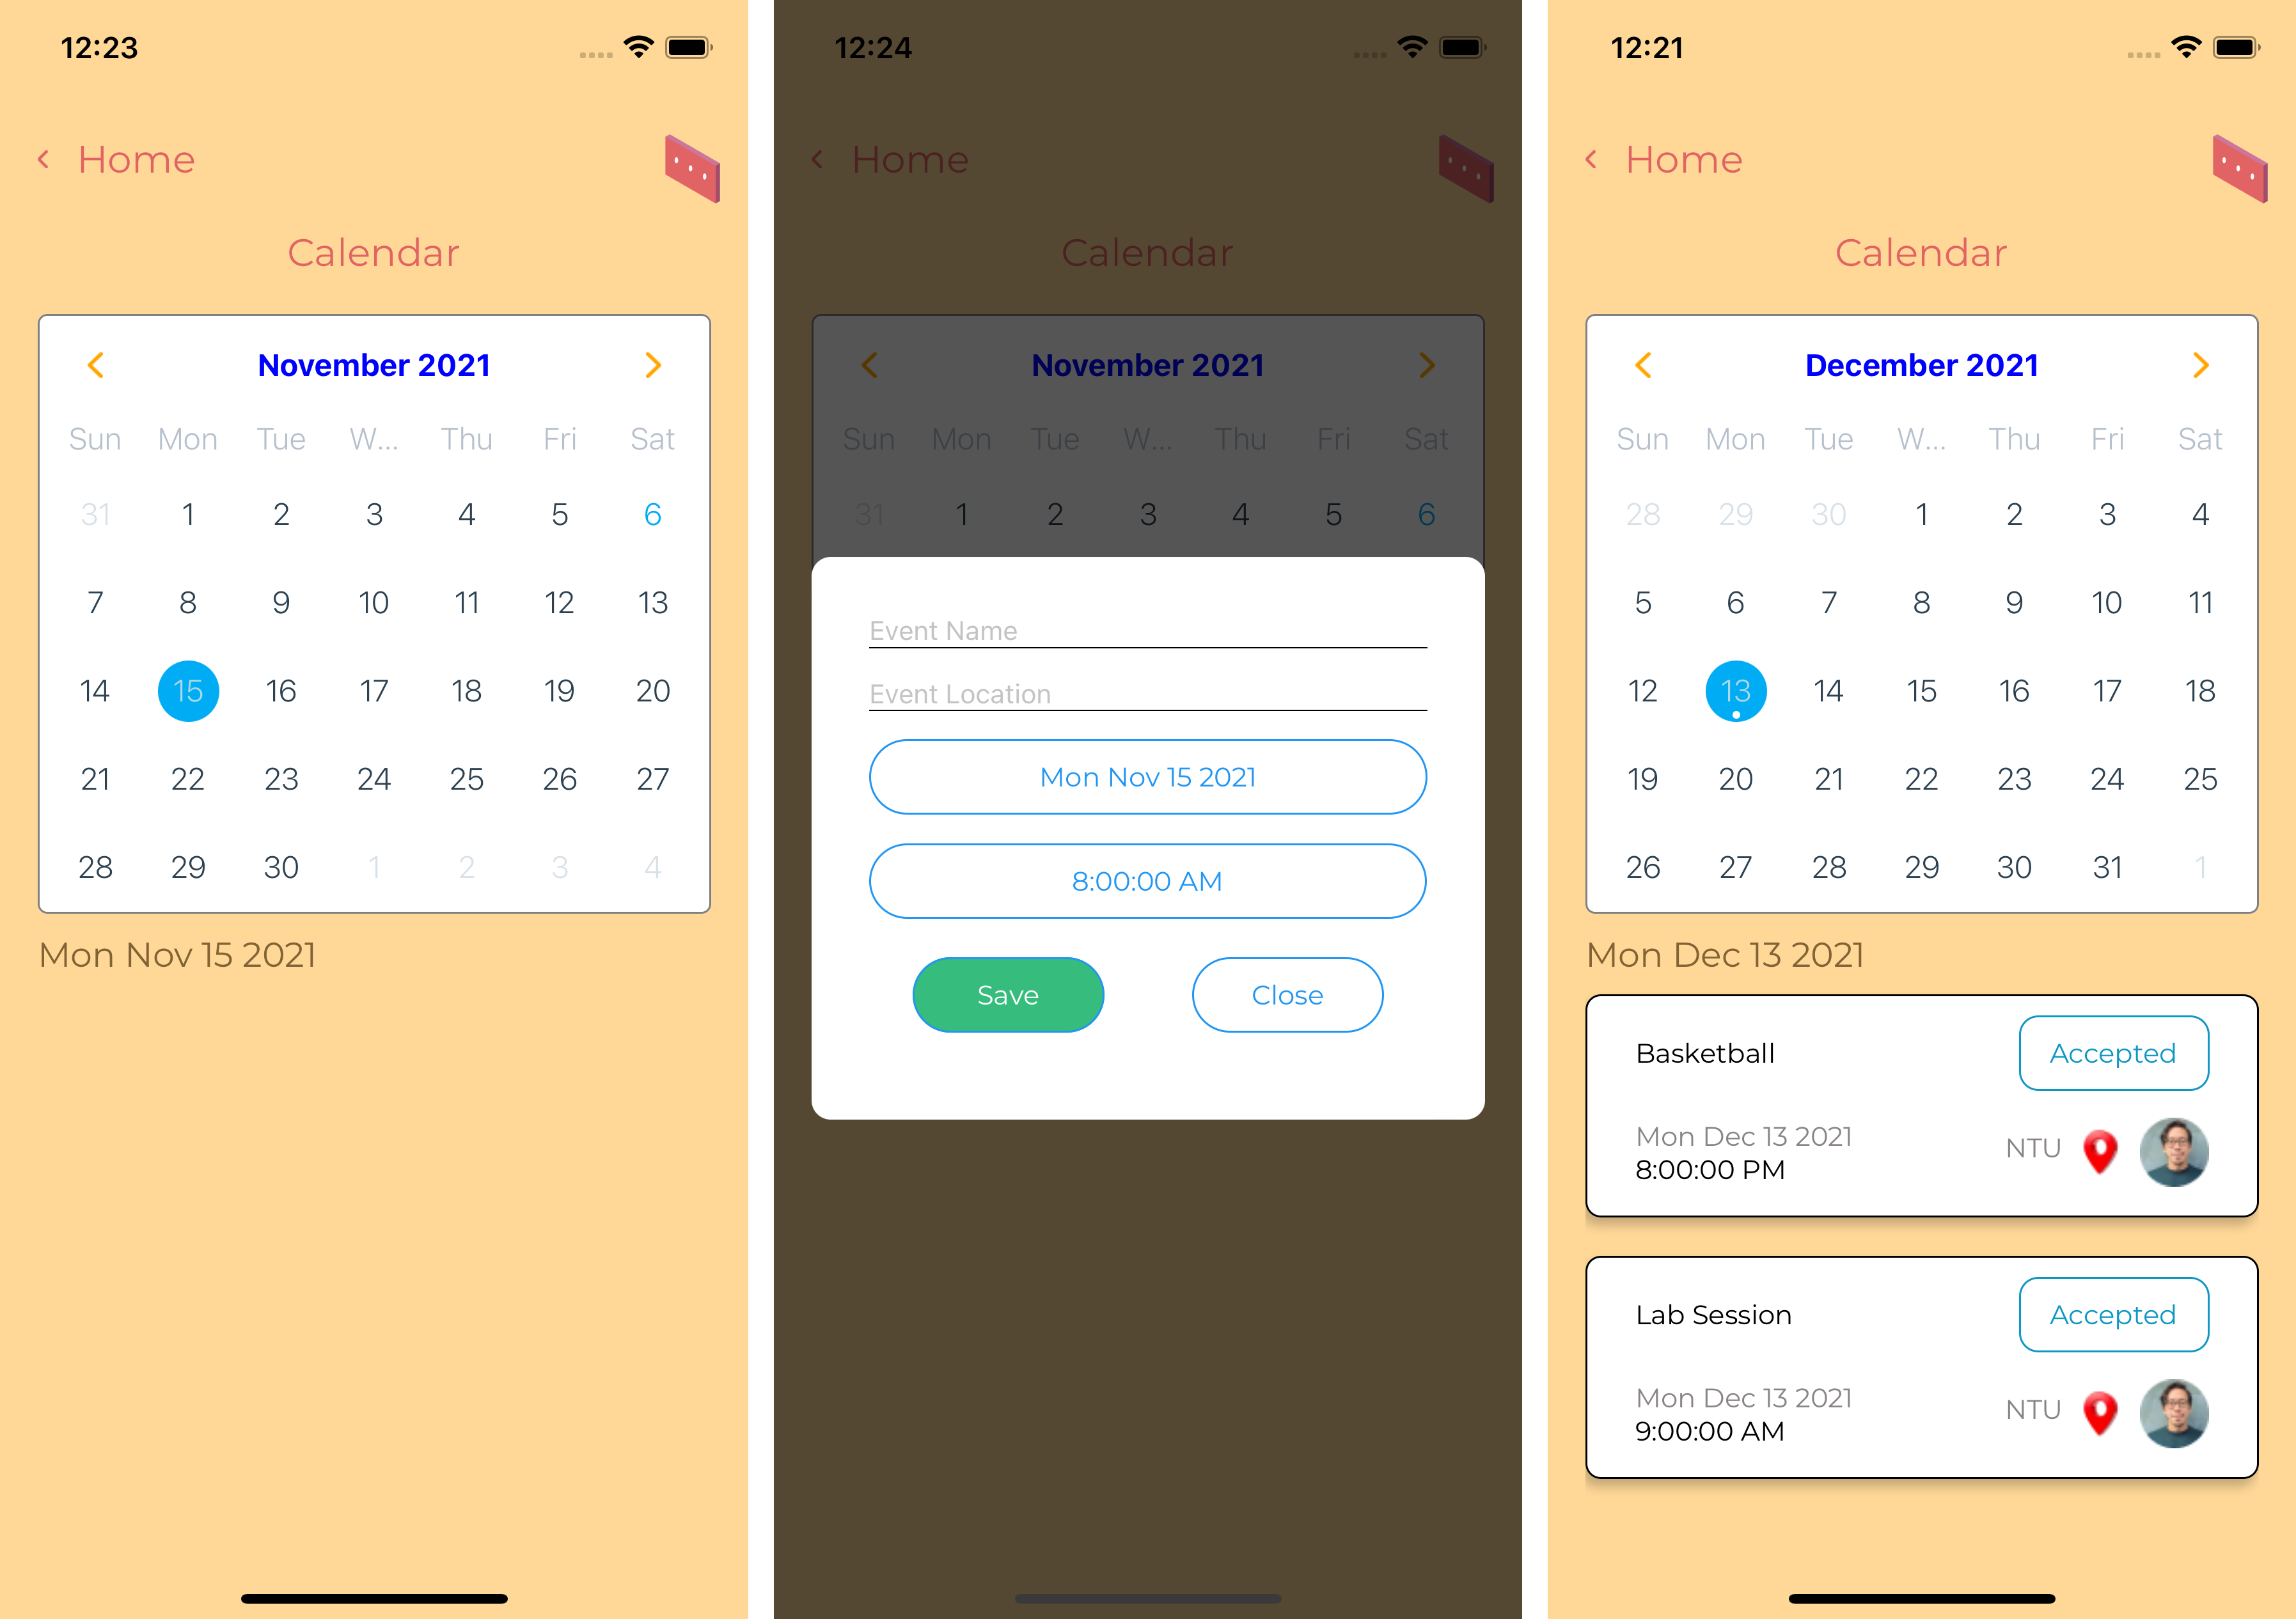 12:23
Home
Calendar
November 2021
Sun Mon Tue W... Thu Fri Sat
31 1 2 3 4 5 6
7 8 9 10 11 12 13
14 15 16 17 18 19 20
21 22 23 24 25 26 27
28 29 30 1 2 3 4
Mon Nov 15 2021
12:24
Home
Calendar
November 2021
Sun Mon Tue W... Thu Fri Sat
31 1 2 3 4 5 6
Event Name
Event Location
Mon Nov 15 2021
8:00:00 AM
Save Close
12:21
Home
Calendar
December 2021
Sun Mon Tue W... Thu Fri Sat
28 29 30 1 2 3 4
5 6 7 8 9 10 11
12 13 14 15 16 17 18
19 20 21 22 23 24 25
26 27 28 29 30 31 1
Mon Dec 13 2021
Basketball Accepted
Mon Dec 13 2021 NTU
8:00:00 PM
Lab Session Accepted
Mon Dec 13 2021 NTU
9:00:00 AM